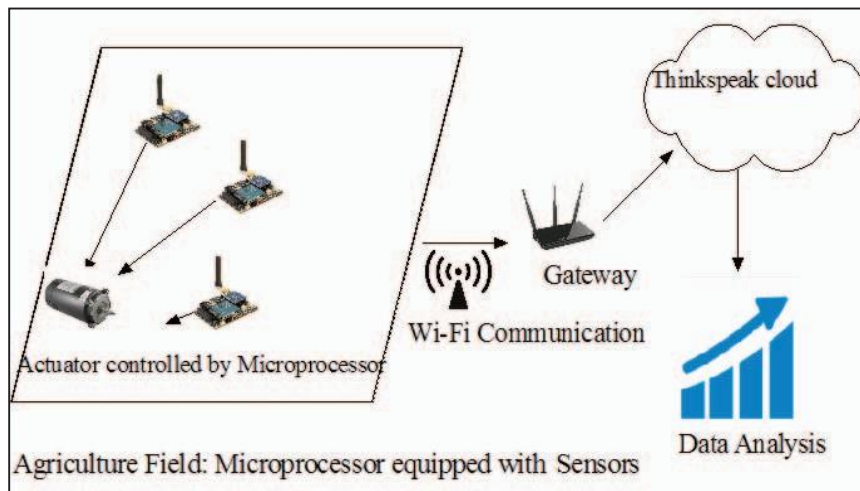 Thinkspeak cloud
Gateway
Wi-Fi Communication
Actuator controlled by Microprocessor
Data Analysis
Agriculture Field: Microprocessor equipped with Sensors